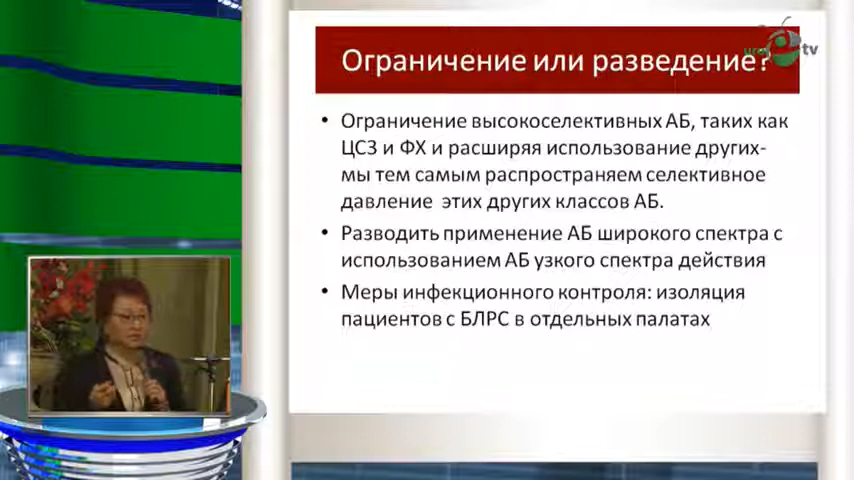 Ограничение или разведение?
• Ограничение высокоселективных АБ, таких как
ЦС3 и ФХ и расширяя использование других-
мы тем самым распространяем селективное
давление этих других классов АБ.
• Разводить применение АБ широкого спектра с
использованием АБ узкого спектра действия
• Меры инфекционного контроля: изоляция
пациентов с БЛРС в отдельных палатах
tv